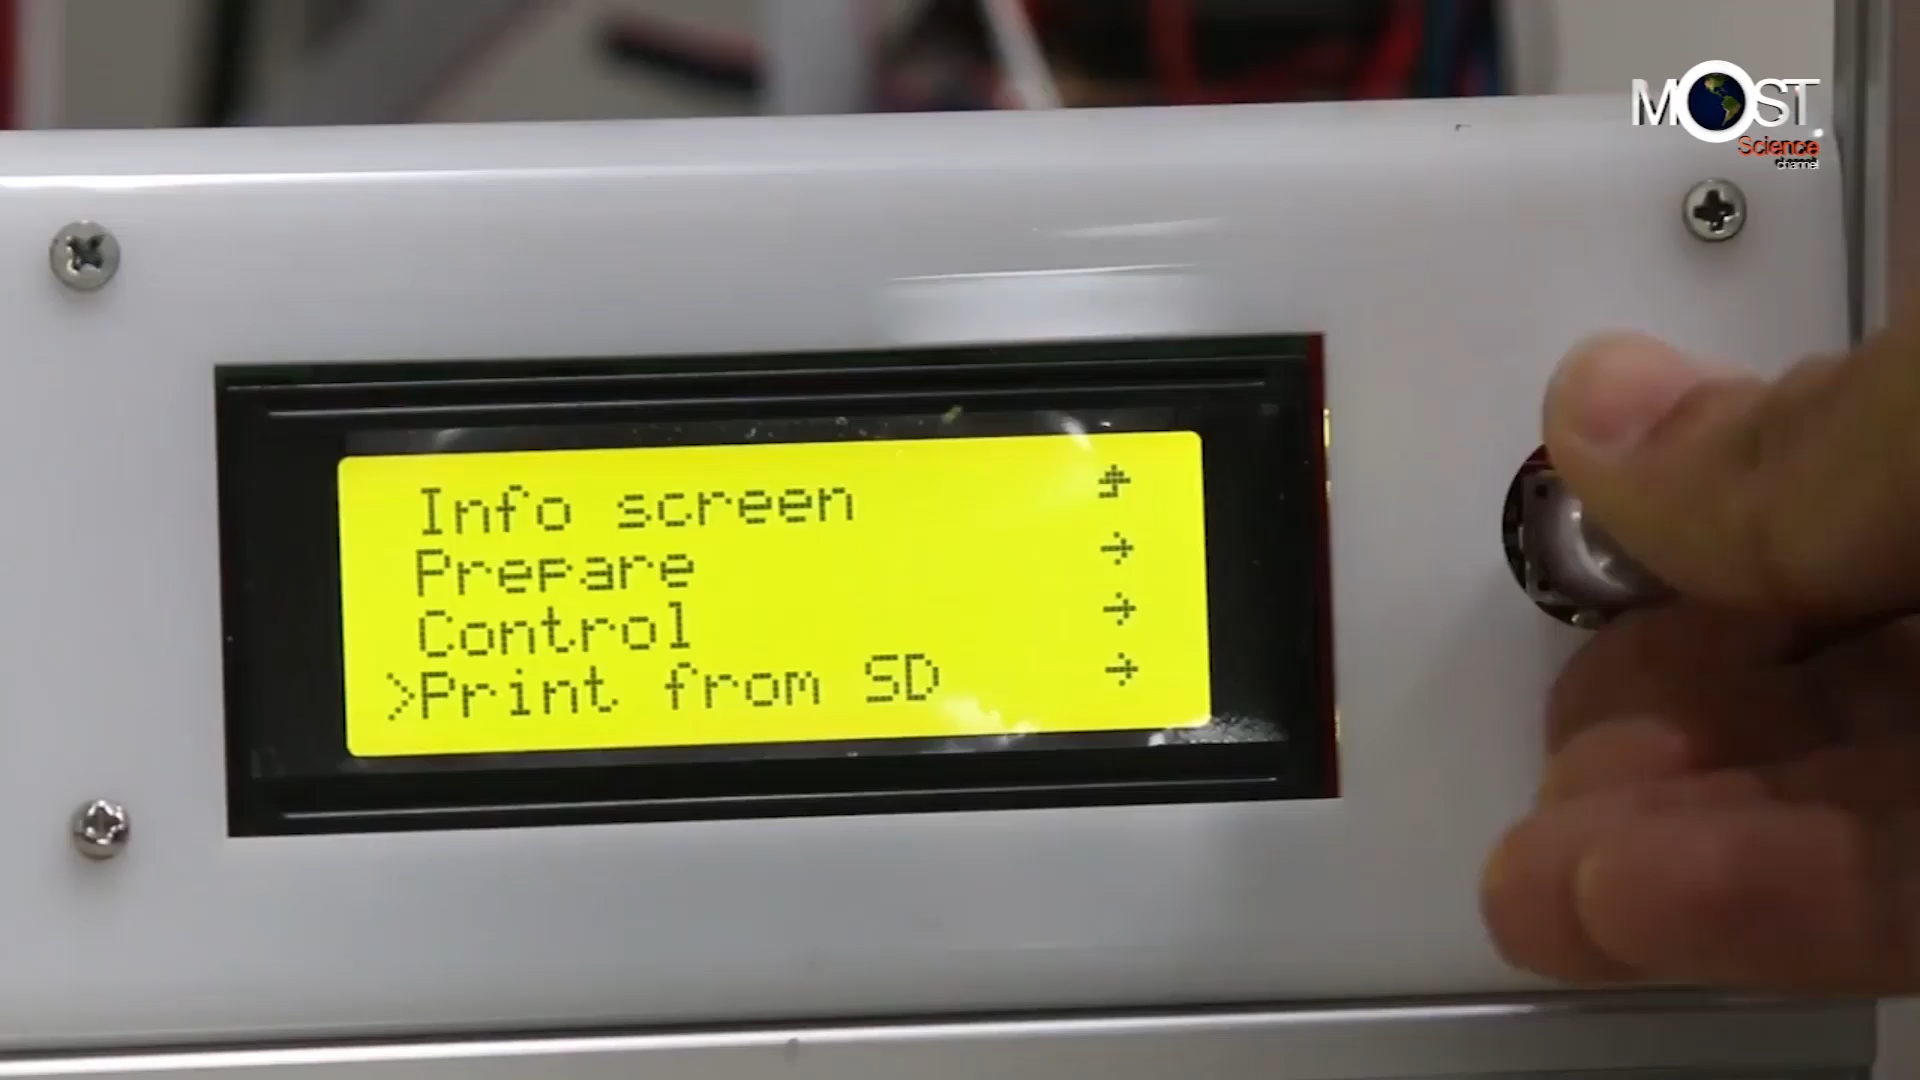 MOST
Science
channel
Info screen
Prepare
Control
>Print from SD